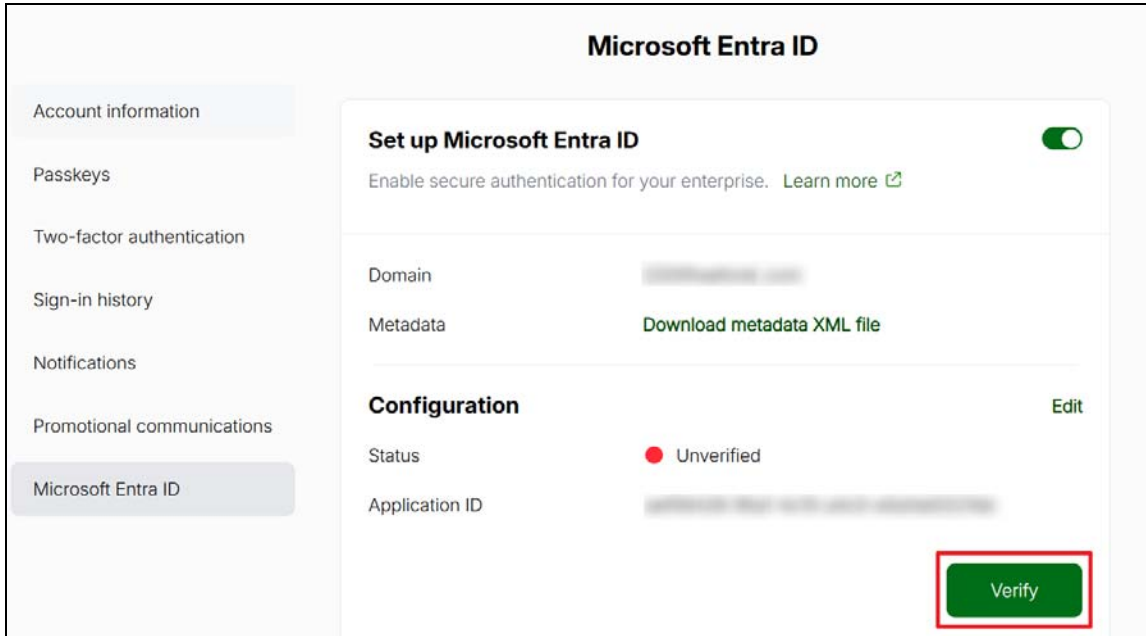 Microsoft Entra ID
Account information
Passkeys
Two-factor authentication
Sign-in history
Notifications
Promotional communications
Microsoft Entra ID
Set up Microsoft Entra ID
Enable secure authentication for your enterprise. Learn more
Domain
Metadata Download metadata XML file
Configuration Edit
Status Unverified
Application ID
Verify